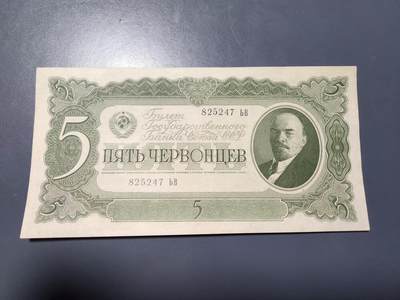 825247 ЬВ
Билет
Государственного
Банка Союза ССР
5
ПЯТЬ ЧЕРВОНЦЕВ
825247 ЬВ
5